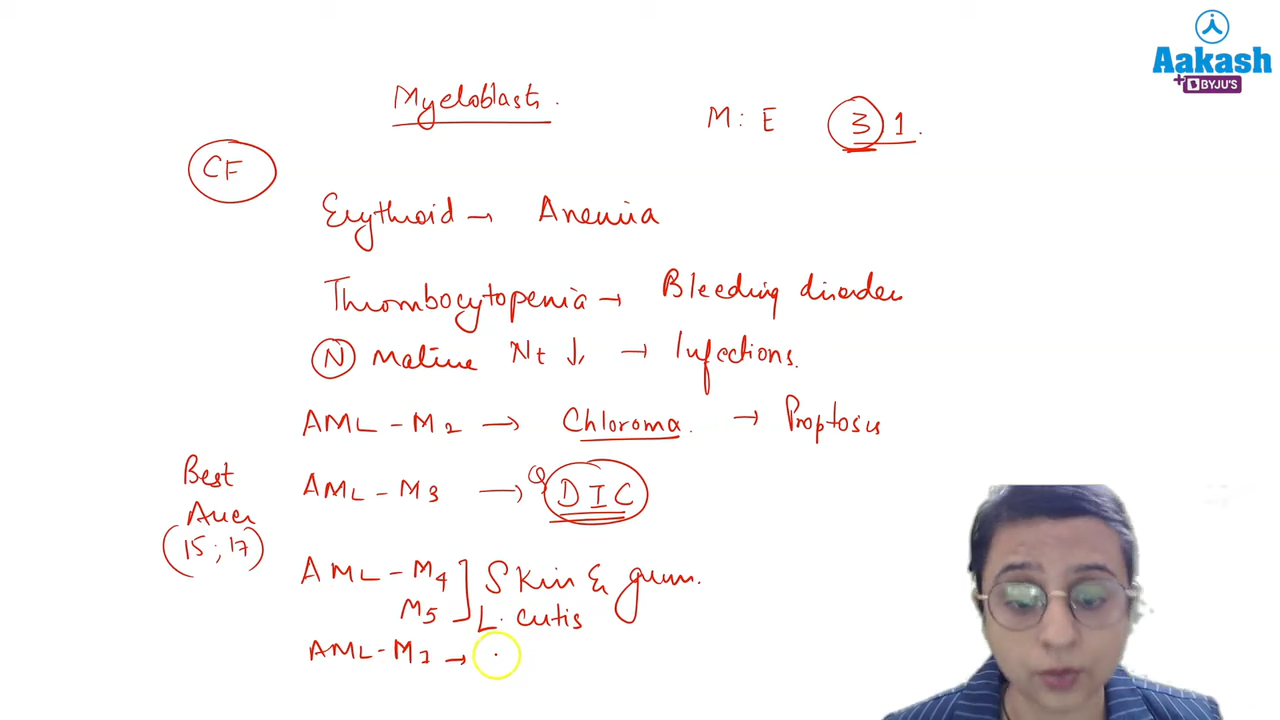 Aakash
+ BYJU'S
Myeloblasts.
M: E 3 1.
CF
Erythroid → Anemia
Thrombocytopenia → Bleeding disorder
N Mature Nt ↓, → Infections.
AML - M2 → Chloroma. → Proptosis
Best
Auer
(15; 17)
AML - M3 → Q DIC
AML - M4 ] Skin & gum.
M5 L. cutis
AML - M7 →